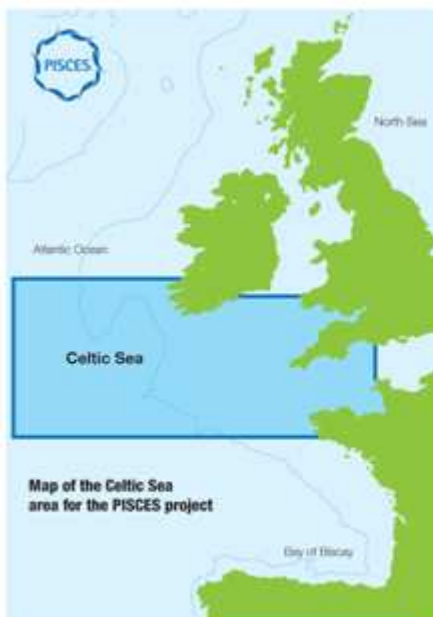 PISCES
North Sea
Atlantic Ocean
Celtic Sea
Map of the Celtic Sea
area for the PISCES project
Bay of Biscay